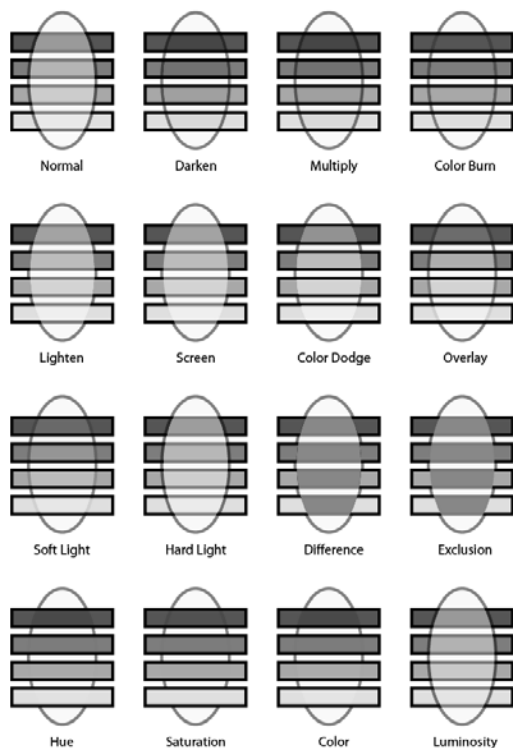 Normal Darken Multiply Color Burn
Lighten Screen Color Dodge Overlay
Soft Light Hard Light Difference Exclusion
Hue Saturation Color Luminosity